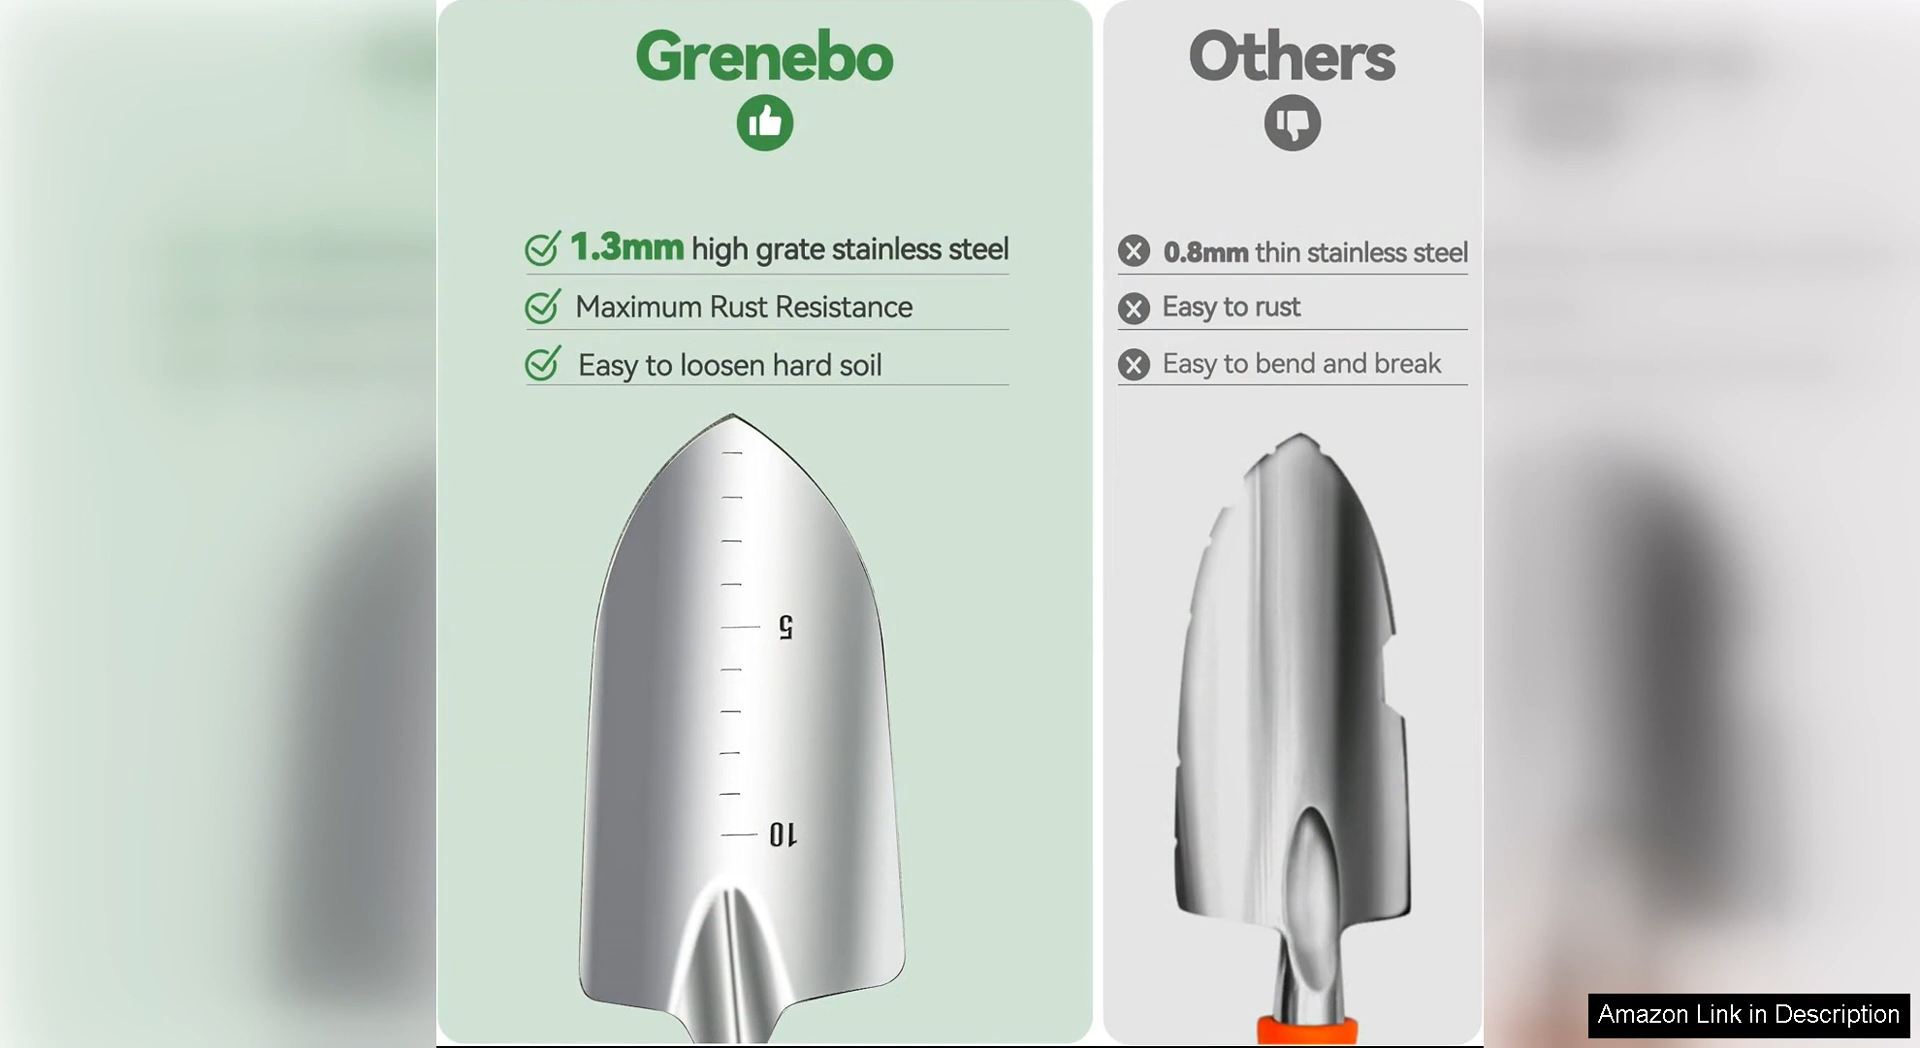 Grenebo
1.3mm high grate stainless steel
Maximum Rust Resistance
Easy to loosen hard soil
5
10
Others
0.8mm thin stainless steel
Easy to rust
Easy to bend and break
Amazon Link in Description